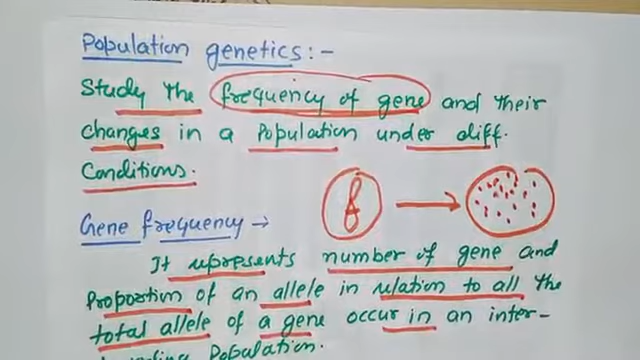 Population genetics:-
Study the frequency of gene and their
changes in a Population under diff.
Conditions.
Gene frequency →
It represents number of gene and
Proportion of an allele in relation to all the
total allele of a gene occur in an inter-
Population.